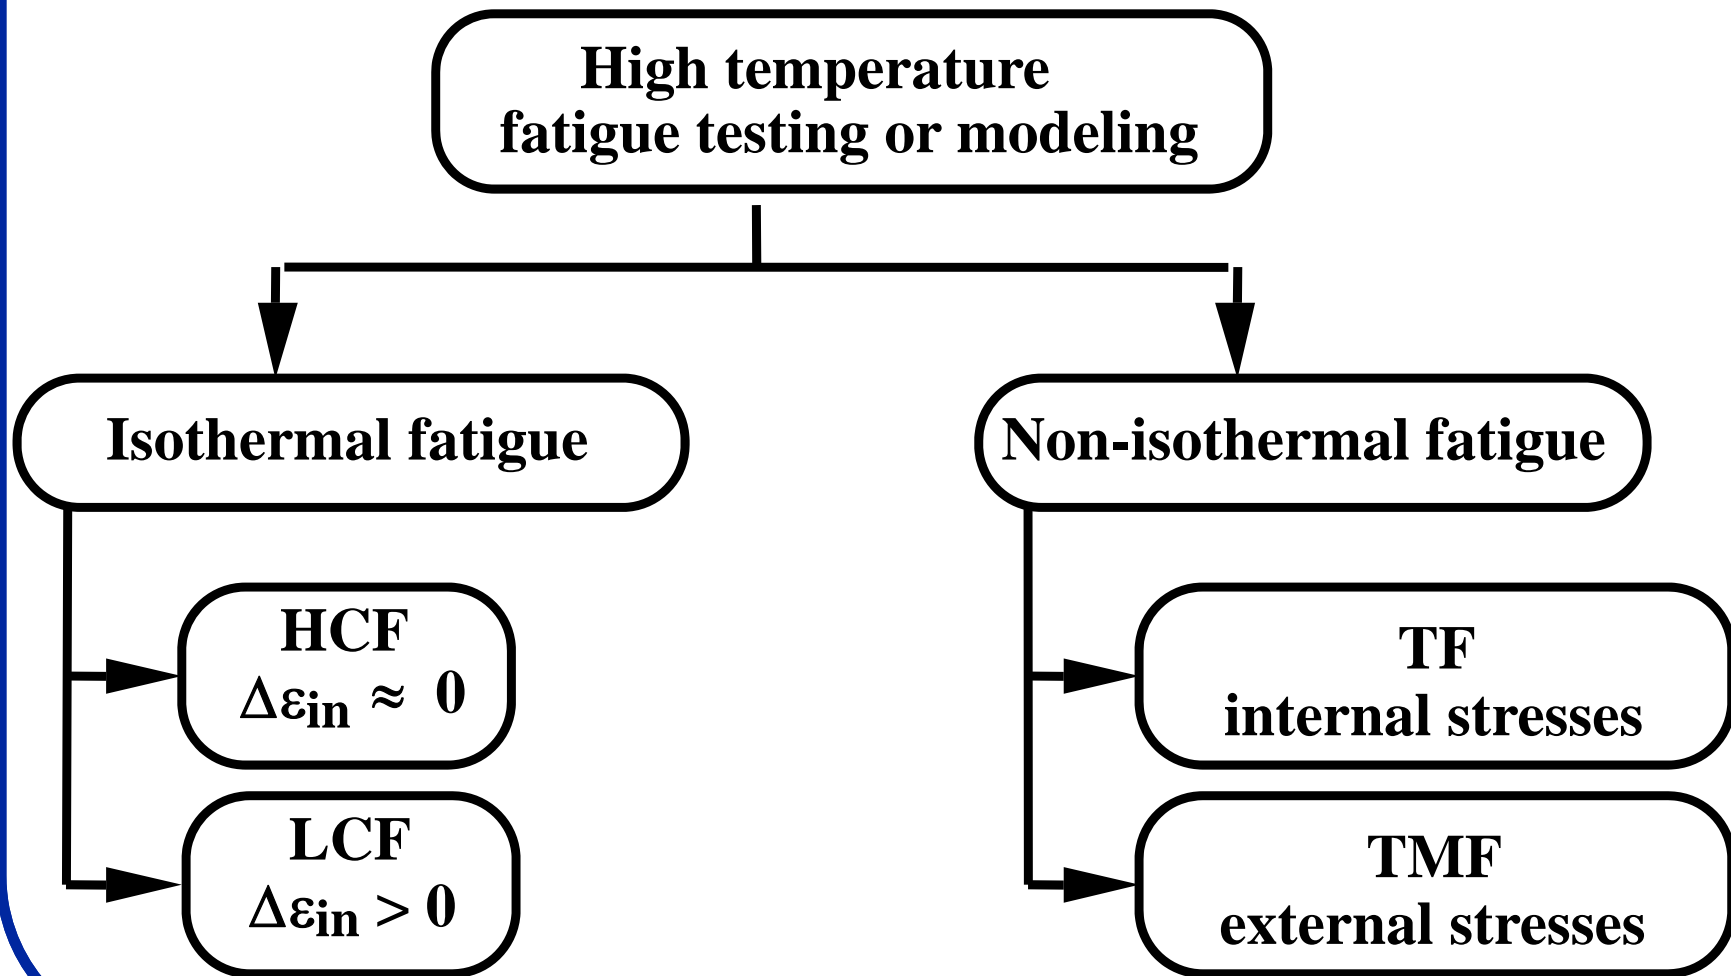 High temperature
fatigue testing or modeling
Isothermal fatigue
Non-isothermal fatigue
HCF
Δεin ≈ 0
LCF
Δεin > 0
TF
internal stresses
TMF
external stresses